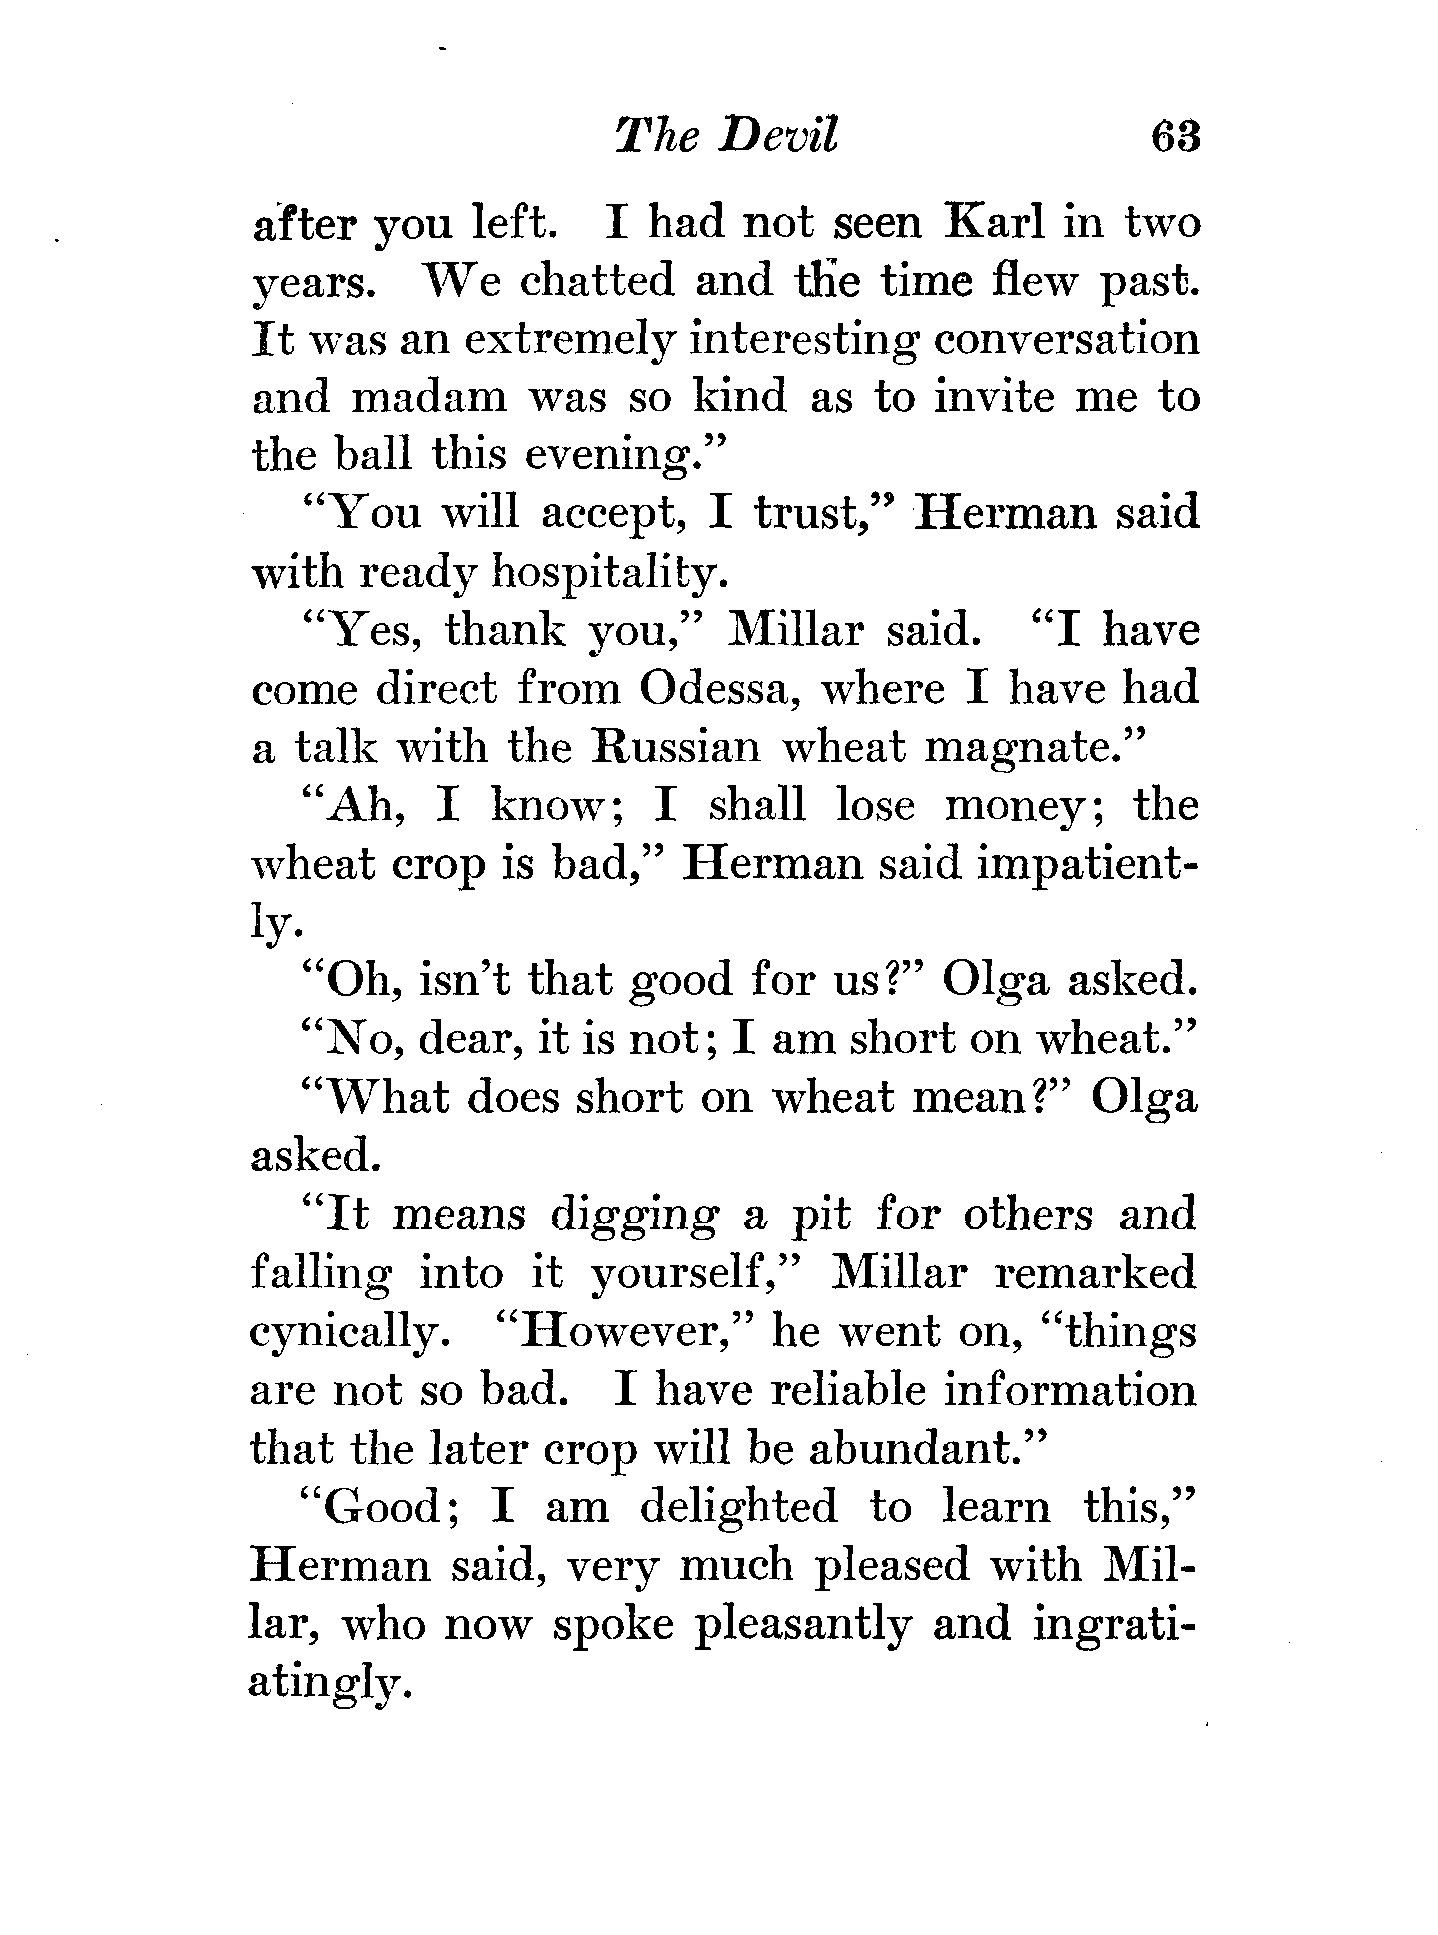 The Devil 63
after you left. I had not seen Karl in two
years. We chatted and the time flew past.
It was an extremely interesting conversation
and madam was so kind as to invite me to
the ball this evening."
"You will accept, I trust," Herman said
with ready hospitality.
"Yes, thank you," Millar said. "I have
come direct from Odessa, where I have had
a talk with the Russian wheat magnate."
"Ah, I know; I shall lose money; the
wheat crop is bad," Herman said impatient-
ly.
"Oh, isn't that good for us?" Olga asked.
"No, dear, it is not; I am short on wheat."
"What does short on wheat mean?" Olga
asked.
"It means digging a pit for others and
falling into it yourself," Millar remarked
cynically. "However," he went on, "things
are not so bad. I have reliable information
that the later crop will be abundant."
"Good; I am delighted to learn this,"
Herman said, very much pleased with Mil-
lar, who now spoke pleasantly and ingrati-
atingly.